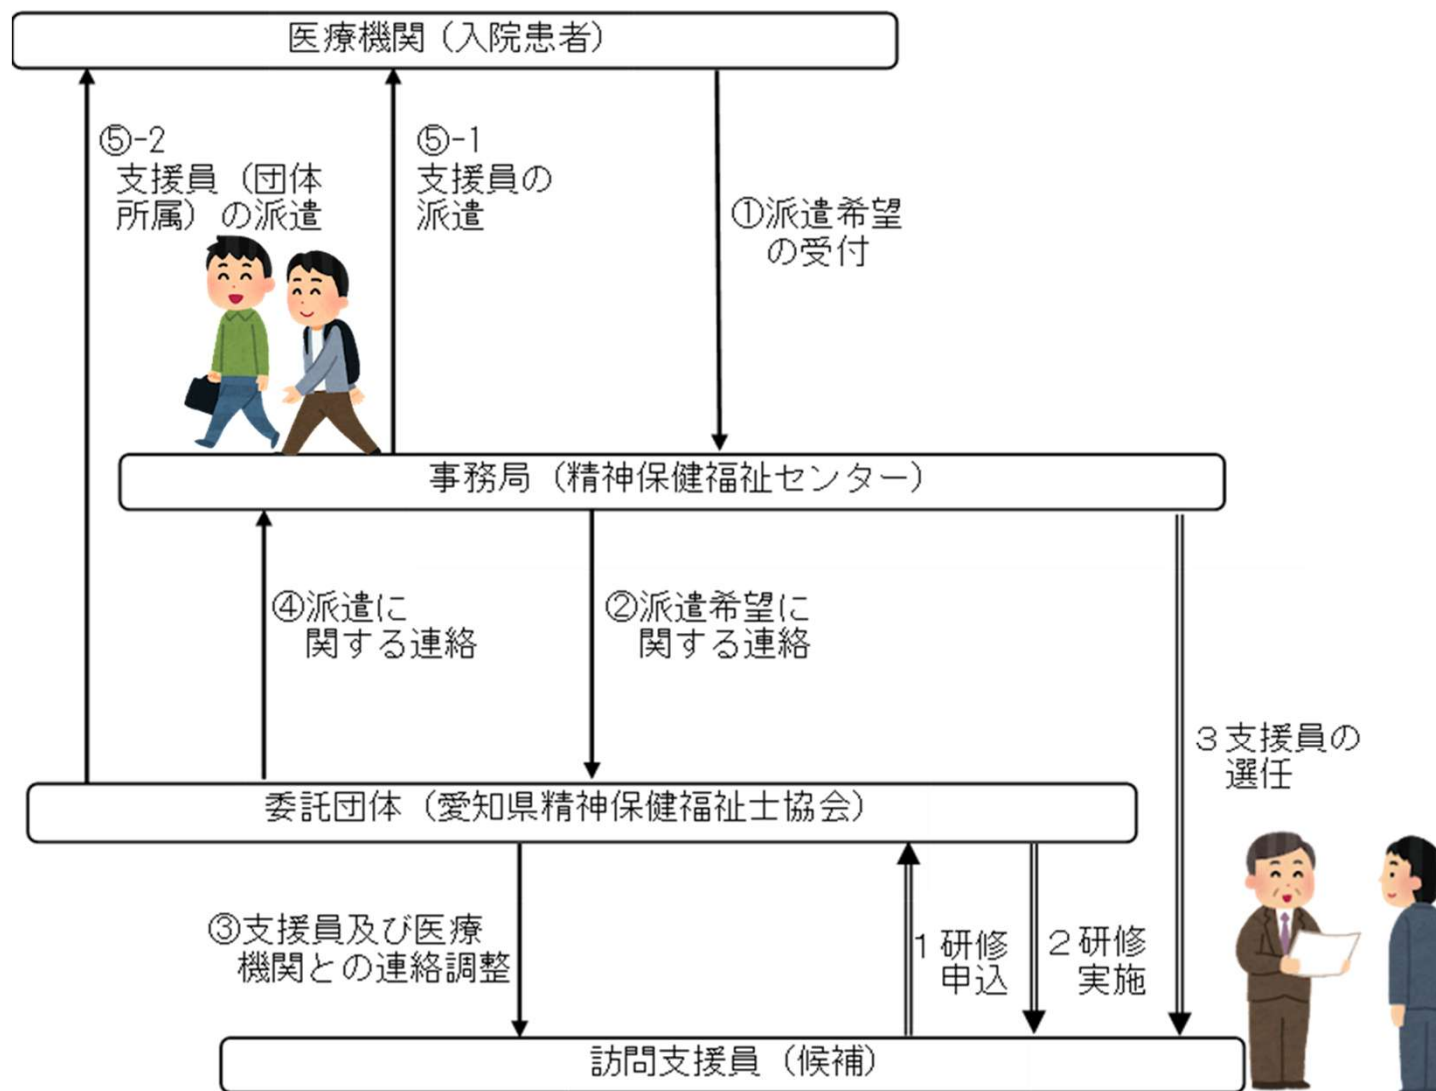 医療機関（入院患者）
⑤-2
支援員（団体
所属）の派遣
⑤-1
支援員の
派遣
①派遣希望
の受付
事務局（精神保健福祉センター）
④派遣に
関する連絡
②派遣希望に
関する連絡
3支援員の
選任
委託団体（愛知県精神保健福祉士協会）
③支援員及び医療
機関との連絡調整
1研修
申込
2研修
実施
訪問支援員（候補）